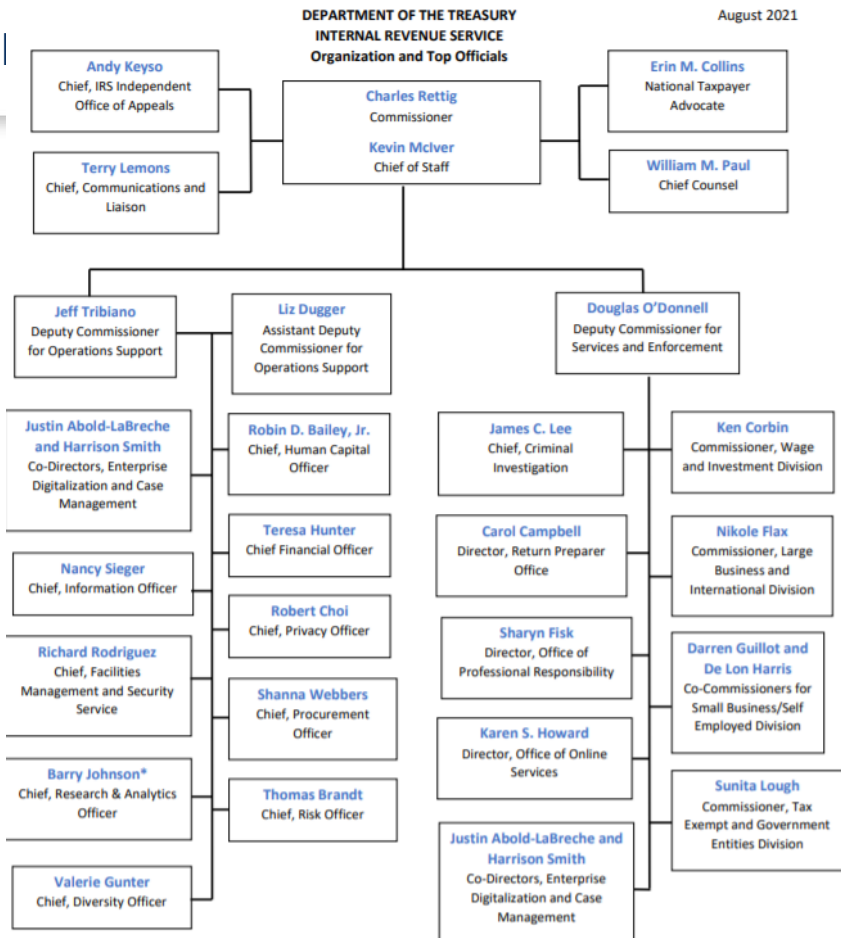 DEPARTMENT OF THE TREASURY
INTERNAL REVENUE SERVICE
Organization and Top Officials
August 2021
Andy Keyso
Chief, IRS Independent
Office of Appeals
Charles Rettig
Commissioner
Kevin McIver
Chief of Staff
Erin M. Collins
National Taxpayer
Advocate
Terry Lemons
Chief, Communications and
Liaison
William M. Paul
Chief Counsel
Jeff Tribiano
Deputy Commissioner
for Operations Support
Liz Dugger
Assistant Deputy
Commissioner for
Operations Support
Douglas O’Donnell
Deputy Commissioner for
Services and Enforcement
Justin Abold-LaBreche
and Harrison Smith
Co-Directors, Enterprise
Digitalization and Case
Management
Robin D. Bailey, Jr.
Chief, Human Capital
Officer
Teresa Hunter
Chief Financial Officer
Nancy Sieger
Chief, Information Officer
Robert Choi
Chief, Privacy Officer
Richard Rodriguez
Chief, Facilities
Management and Security
Service
Shanna Webbers
Chief, Procurement
Officer
Barry Johnson*
Chief, Research & Analytics
Officer
Thomas Brandt
Chief, Risk Officer
Valerie Gunter
Chief, Diversity Officer
James C. Lee
Chief, Criminal
Investigation
Ken Corbin
Commissioner, Wage
and Investment Division
Carol Campbell
Director, Return Preparer
Office
Nikole Flax
Commissioner, Large
Business and
International Division
Sharyn Fisk
Director, Office of
Professional Responsibility
Darren Guillot and
De Lon Harris
Co-Commissioners for
Small Business/Self
Employed Division
Karen S. Howard
Director, Office of Online
Services
Sunita Lough
Commissioner, Tax
Exempt and Government
Entities Division
Justin Abold-LaBreche and
Harrison Smith
Co-Directors, Enterprise
Digitalization and Case
Management